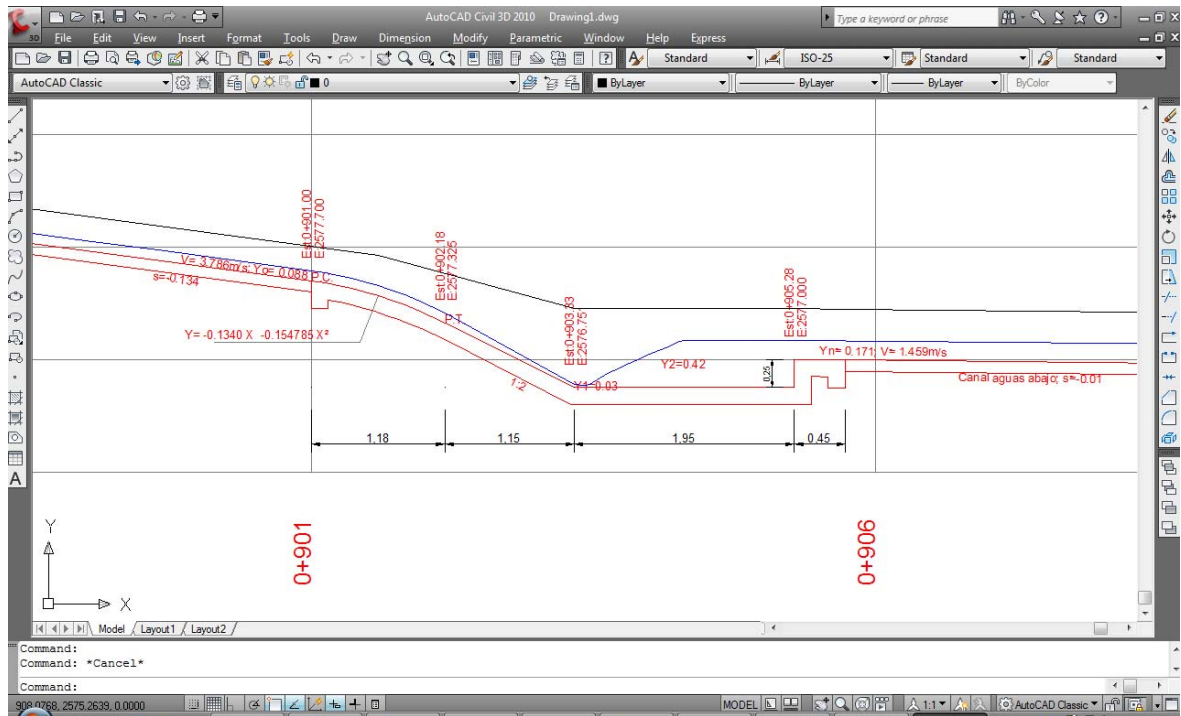 AutoCAD Civil 3D 2010 Drawing1.dwg
Type a keyword or phrase
3D
File Edit View Insert Format Tools Draw Dimension Modify Parametric Window Help Express
Standard
ISO-25
Standard
Standard
AutoCAD Classic
0
ByLayer
ByLayer
ByLayer
ByColor
Est:0+901.00
E:2577.700
V= 3.786m/s; Yo= 0.088 P.C.
s=-0.134
Est:0+902.18
E:2577.325
P.T
Y= -0.1340 X -0.154785 X²
Est:0+903.33
E:2576.751
Est:0+905.28
E:2577.000
Yn= 0.171; V= 1.459m/s
Y2=0.42
0.25
Y1=0.03
Canal aguas abajo; s=-0.01
1:2
1.18
1.15
1.95
0.45
0+901
0+906
Y
X
A
Model Layout1 Layout2
Command:
Command: *Cancel*
Command:
908.0768, 2575.2639, 0.0000
MODEL
1:1
AutoCAD Classic